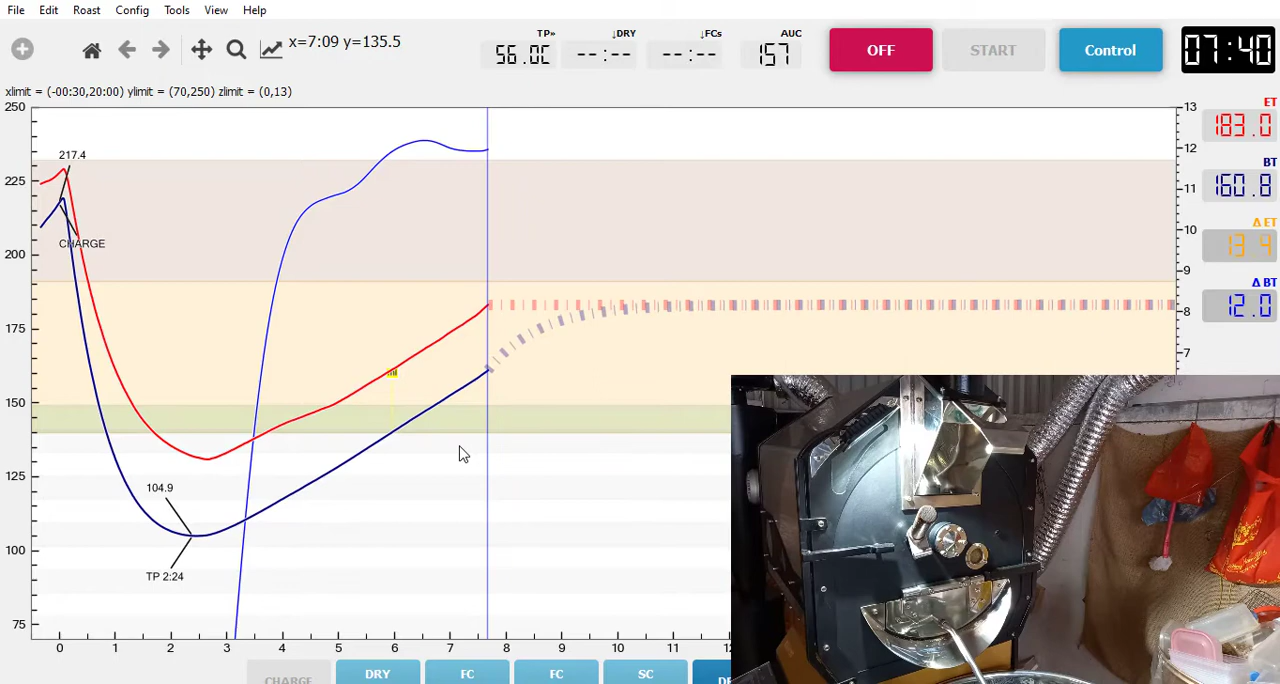 File Edit Roast Config Tools View Help
x=7:09 y=135.5
TP» ↓DRY ↓FCs AUC
56.0C --:-- --:-- 157
OFF START Control 07:40
xlimit = (-00:30,20:00) ylimit = (70,250) zlimit = (0,13)
ET
183.0
BT
160.8
Δ ET
13.4
Δ BT
12.0
250
225
200
175
150
125
100
75
13
12
11
10
9
8
7
217.4
CHARGE
104.9
TP 2:24
0 1 2 3 4 5 6 7 8 9 10 11
CHARGE DRY FC FC SC